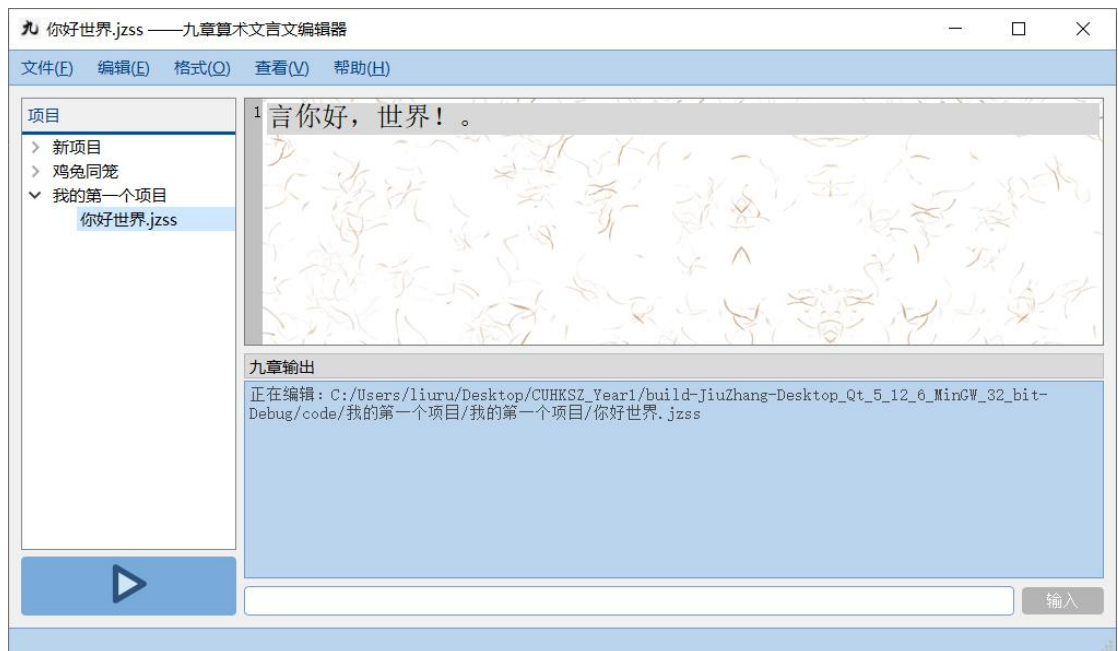 九 你好世界.jzss ——九章算术文言文编辑器
文件(F) 编辑(E) 格式(O) 查看(V) 帮助(H)
项目
新项目
鸡兔同笼
我的第一个项目
你好世界.jzss
1 言你好，世界！。
九章输出
正在编辑：C:/Users/liuru/Desktop/CUHKSZ_Year1/build-JiuZhang-Desktop_Qt_5_12_6_MinGW_32_bit-
Debug/code/我的第一个项目/我的第一个项目/你好世界.jzss
输入